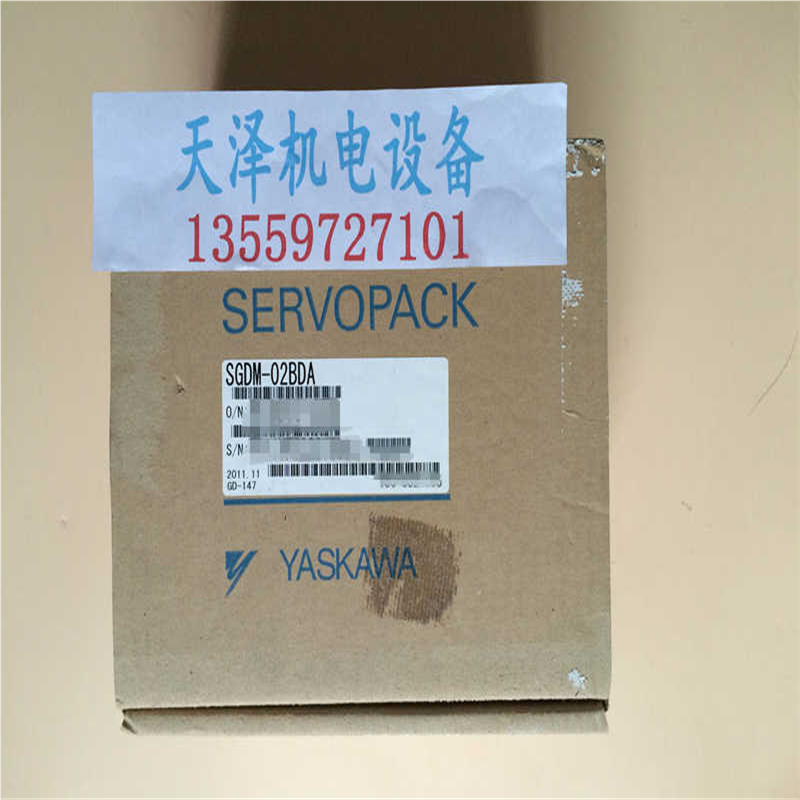 天泽机电设备
13559727101
SERVOPACK
SGDM-02BDA
O/N
S/N
2011.11
GD-147
YASKAWA